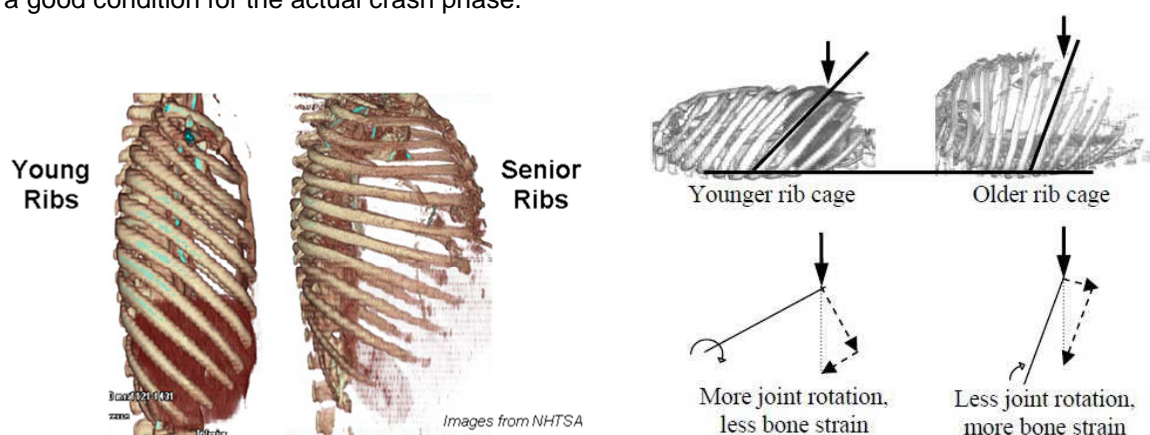 a good condition for the actual crash phase.
Young
Ribs
Senior
Ribs
Images from NHTSA
Younger rib cage
Older rib cage
More joint rotation,
less bone strain
Less joint rotation,
more bone strain